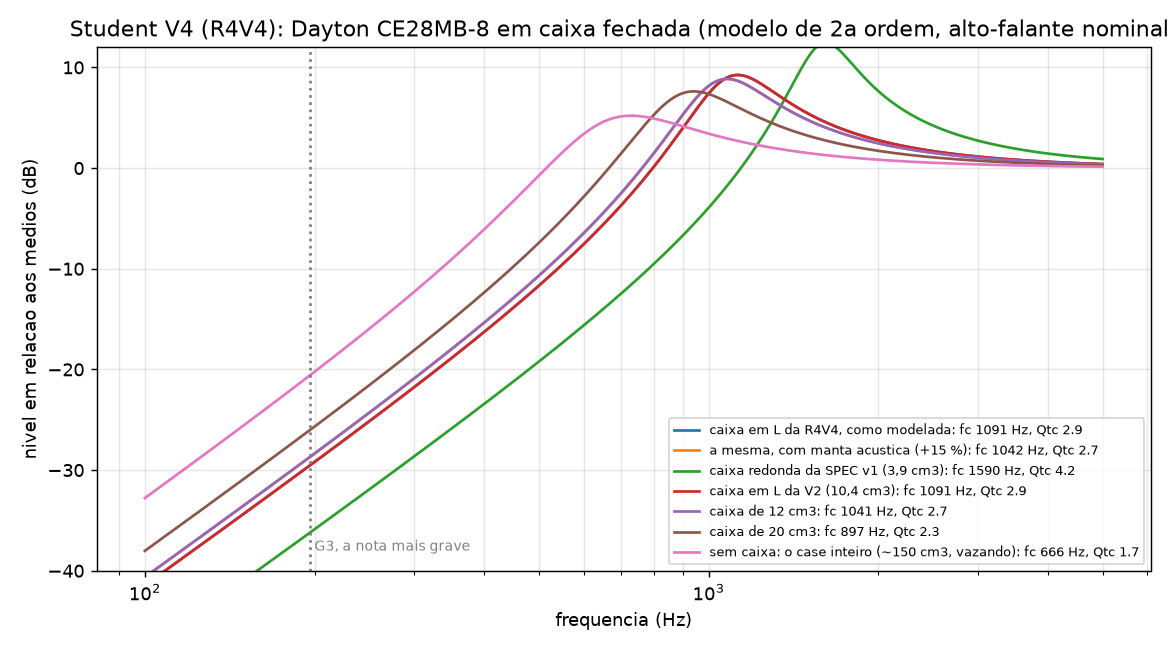 Student V4 (R4V4): Dayton CE28MB-8 em caixa fechada (modelo de 2a ordem, alto-falante nominal
nivel em relacao aos medios (dB)
10
0
−10
−20
−30
−40
G3, a nota mais grave
caixa em L da R4V4, como modelada: fc 1091 Hz, Qtc 2.9
a mesma, com manta acustica (+15 %): fc 1042 Hz, Qtc 2.7
caixa redonda da SPEC v1 (3,9 cm3): fc 1590 Hz, Qtc 4.2
caixa em L da V2 (10,4 cm3): fc 1091 Hz, Qtc 2.9
caixa de 12 cm3: fc 1041 Hz, Qtc 2.7
caixa de 20 cm3: fc 897 Hz, Qtc 2.3
sem caixa: o case inteiro (~150 cm3, vazando): fc 666 Hz, Qtc 1.7
10² 10³
frequencia (Hz)